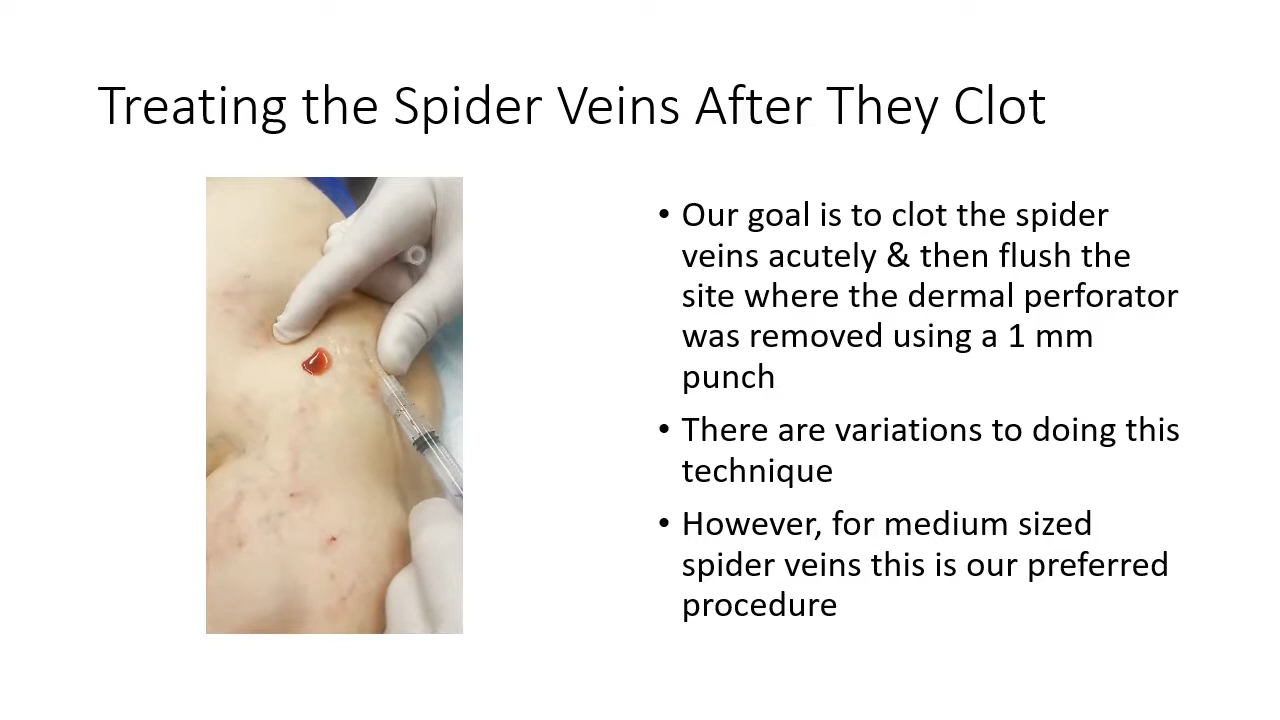 Treating the Spider Veins After They Clot
• Our goal is to clot the spider
veins acutely & then flush the
site where the dermal perforator
was removed using a 1 mm
punch
• There are variations to doing this
technique
• However, for medium sized
spider veins this is our preferred
procedure